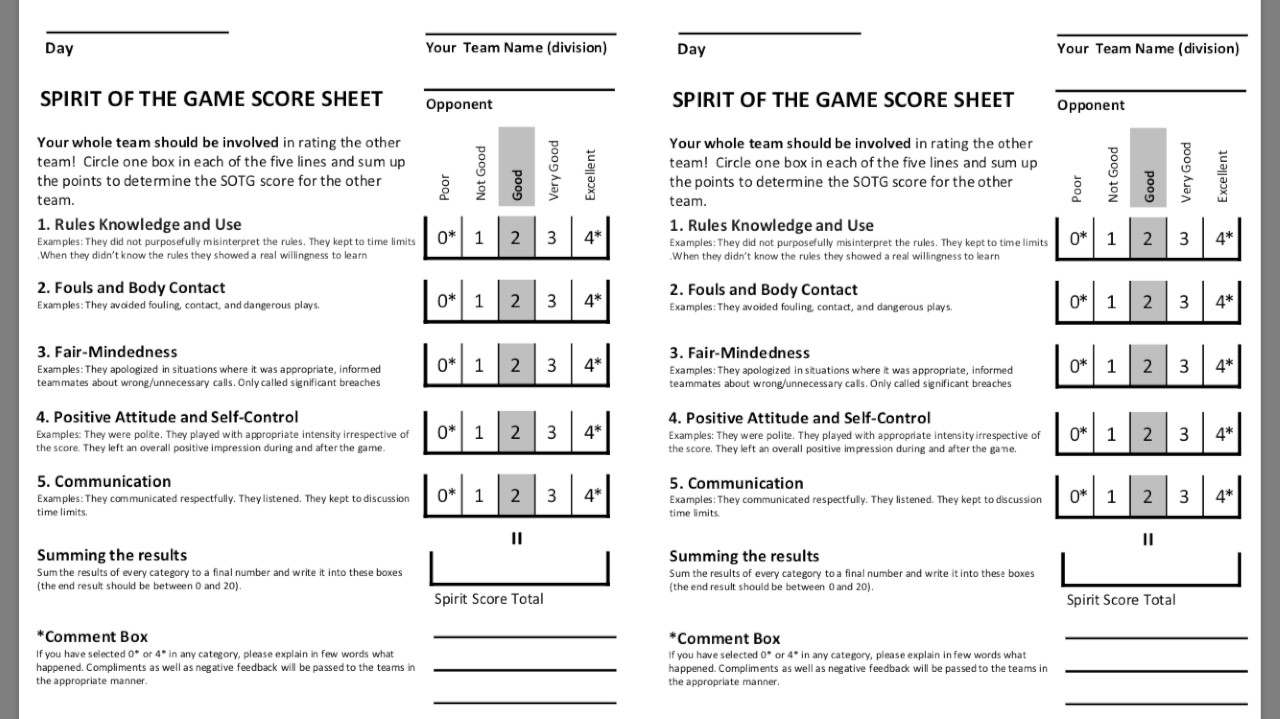 Day
Your Team Name (division)
SPIRIT OF THE GAME SCORE SHEET
Opponent
Your whole team should be involved in rating the other
team! Circle one box in each of the five lines and sum up
the points to determine the SOTG score for the other
team.
Poor
Not Good
Good
Very Good
Excellent
1. Rules Knowledge and Use
Examples: They did not purposefully misinterpret the rules. They kept to time limits
.When they didn't know the rules they showed a real willingness to learn
0* 1 2 3 4*
2. Fouls and Body Contact
Examples: They avoided fouling, contact, and dangerous plays.
0* 1 2 3 4*
3. Fair-Mindedness
Examples: They apologized in situations where it was appropriate, informed
teammates about wrong/unnecessary calls. Only called significant breaches
0* 1 2 3 4*
4. Positive Attitude and Self-Control
Examples: They were polite. They played with appropriate intensity irrespective of
the score. They left an overall positive impression during and after the game.
0* 1 2 3 4*
5. Communication
Examples: They communicated respectfully. They listened. They kept to discussion
time limits.
0* 1 2 3 4*
=
Summing the results
Sum the results of every category to a final number and write it into these boxes
(the end result should be between 0 and 20).
Spirit Score Total
*Comment Box
If you have selected 0* or 4* in any category, please explain in few words what
happened. Compliments as well as negative feedback will be passed to the teams in
the appropriate manner.
Day
Your Team Name (division)
SPIRIT OF THE GAME SCORE SHEET
Opponent
Your whole team should be involved in rating the other
team! Circle one box in each of the five lines and sum up
the points to determine the SOTG score for the other
team.
Poor
Not Good
Good
Very Good
Excellent
1. Rules Knowledge and Use
Examples: They did not purposefully misinterpret the rules. They kept to time limits
.When they didn't know the rules they showed a real willingness to learn
0* 1 2 3 4*
2. Fouls and Body Contact
Examples: They avoided fouling, contact, and dangerous plays.
0* 1 2 3 4*
3. Fair-Mindedness
Examples: They apologized in situations where it was appropriate, informed
teammates about wrong/unnecessary calls. Only called significant breaches
0* 1 2 3 4*
4. Positive Attitude and Self-Control
Examples: They were polite. They played with appropriate intensity irrespective of
the score. They left an overall positive impression during and after the game.
0* 1 2 3 4*
5. Communication
Examples: They communicated respectfully. They listened. They kept to discussion
time limits.
0* 1 2 3 4*
=
Summing the results
Sum the results of every category to a final number and write it into these boxes
(the end result should be between 0 and 20).
Spirit Score Total
*Comment Box
If you have selected 0* or 4* in any category, please explain in few words what
happened. Compliments as well as negative feedback will be passed to the teams in
the appropriate manner.